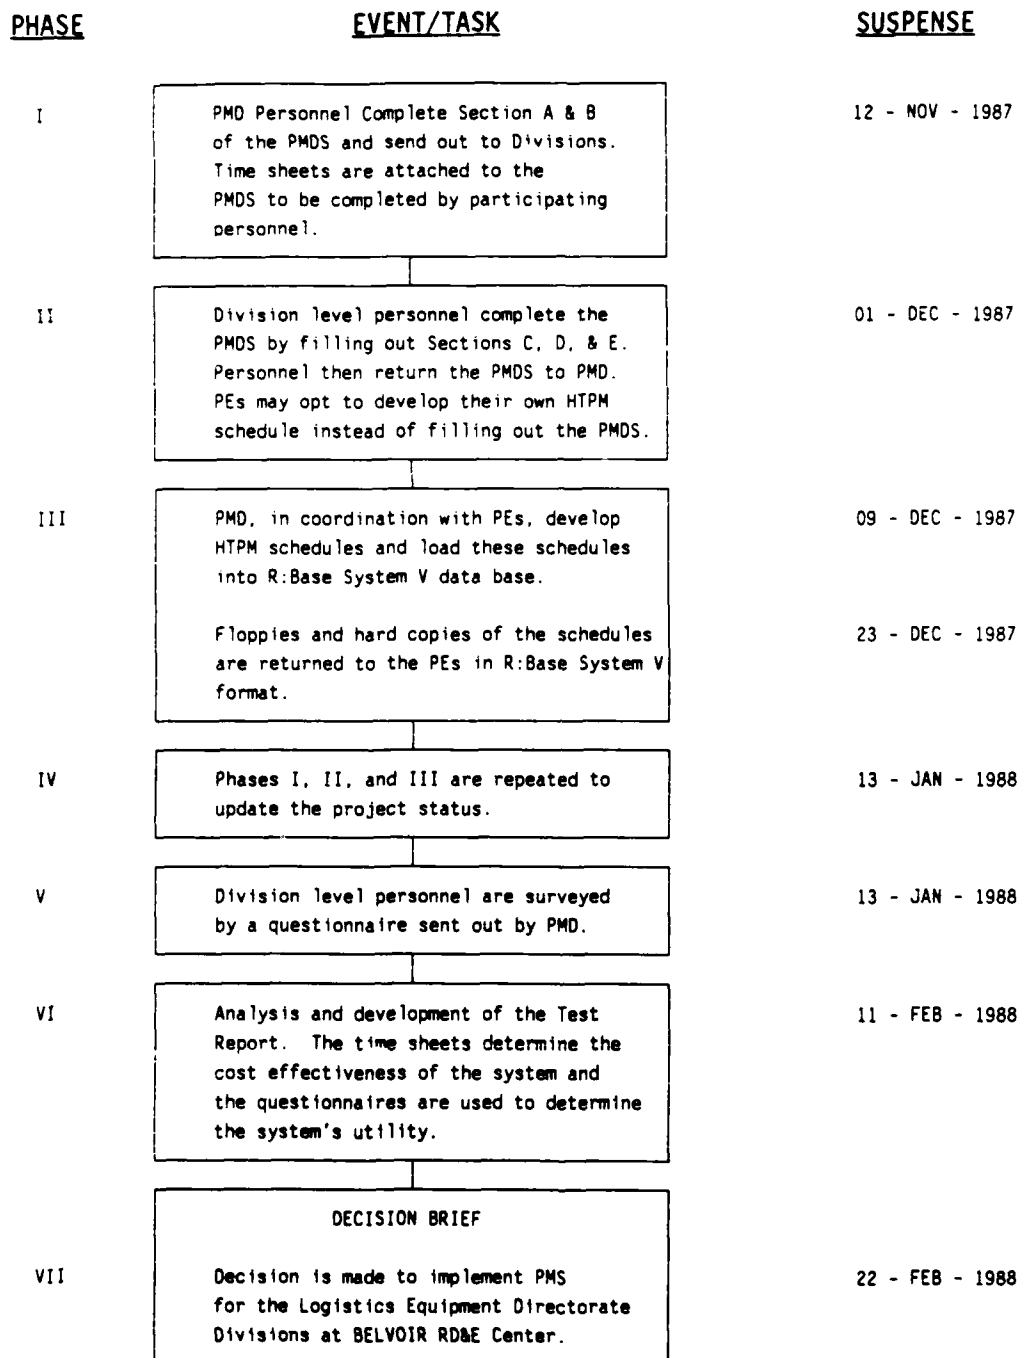 PHASE EVENT/TASK SUSPENSE
I PMD Personnel Complete Section A & B 12 - NOV - 1987
of the PMDS and send out to Divisions.
Time sheets are attached to the
PMDS to be completed by participating
personnel.
II Division level personnel complete the 01 - DEC - 1987
PMDS by filling out Sections C, D, & E.
Personnel then return the PMDS to PMD.
PEs may opt to develop their own HTPM
schedule instead of filling out the PMDS.
III PMD, in coordination with PEs, develop 09 - DEC - 1987
HTPM schedules and load these schedules
into R:Base System V data base.
Floppies and hard copies of the schedules 23 - DEC - 1987
are returned to the PEs in R:Base System V
format.
IV Phases I, II, and III are repeated to 13 - JAN - 1988
update the project status.
V Division level personnel are surveyed 13 - JAN - 1988
by a questionnaire sent out by PMD.
VI Analysis and development of the Test 11 - FEB - 1988
Report. The time sheets determine the
cost effectiveness of the system and
the questionnaires are used to determine
the system's utility.
DECISION BRIEF
VII Decision is made to implement PMS 22 - FEB - 1988
for the Logistics Equipment Directorate
Divisions at BELVOIR RD&E Center.